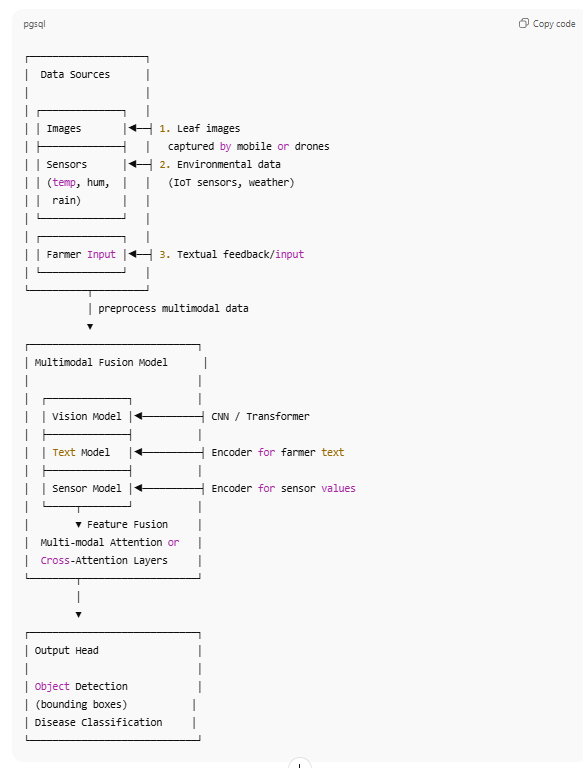 pgsql
Copy code
Data Sources
Images
1. Leaf images
captured by mobile or drones
Sensors
2. Environmental data
(temp, hum,
(IoT sensors, weather)
rain)
Farmer Input
3. Textual feedback/input
preprocess multimodal data
Multimodal Fusion Model
Vision Model
CNN / Transformer
Text Model
Encoder for farmer text
Sensor Model
Encoder for sensor values
Feature Fusion
Multi-modal Attention or
Cross-Attention Layers
Output Head
Object Detection
(bounding boxes)
Disease Classification